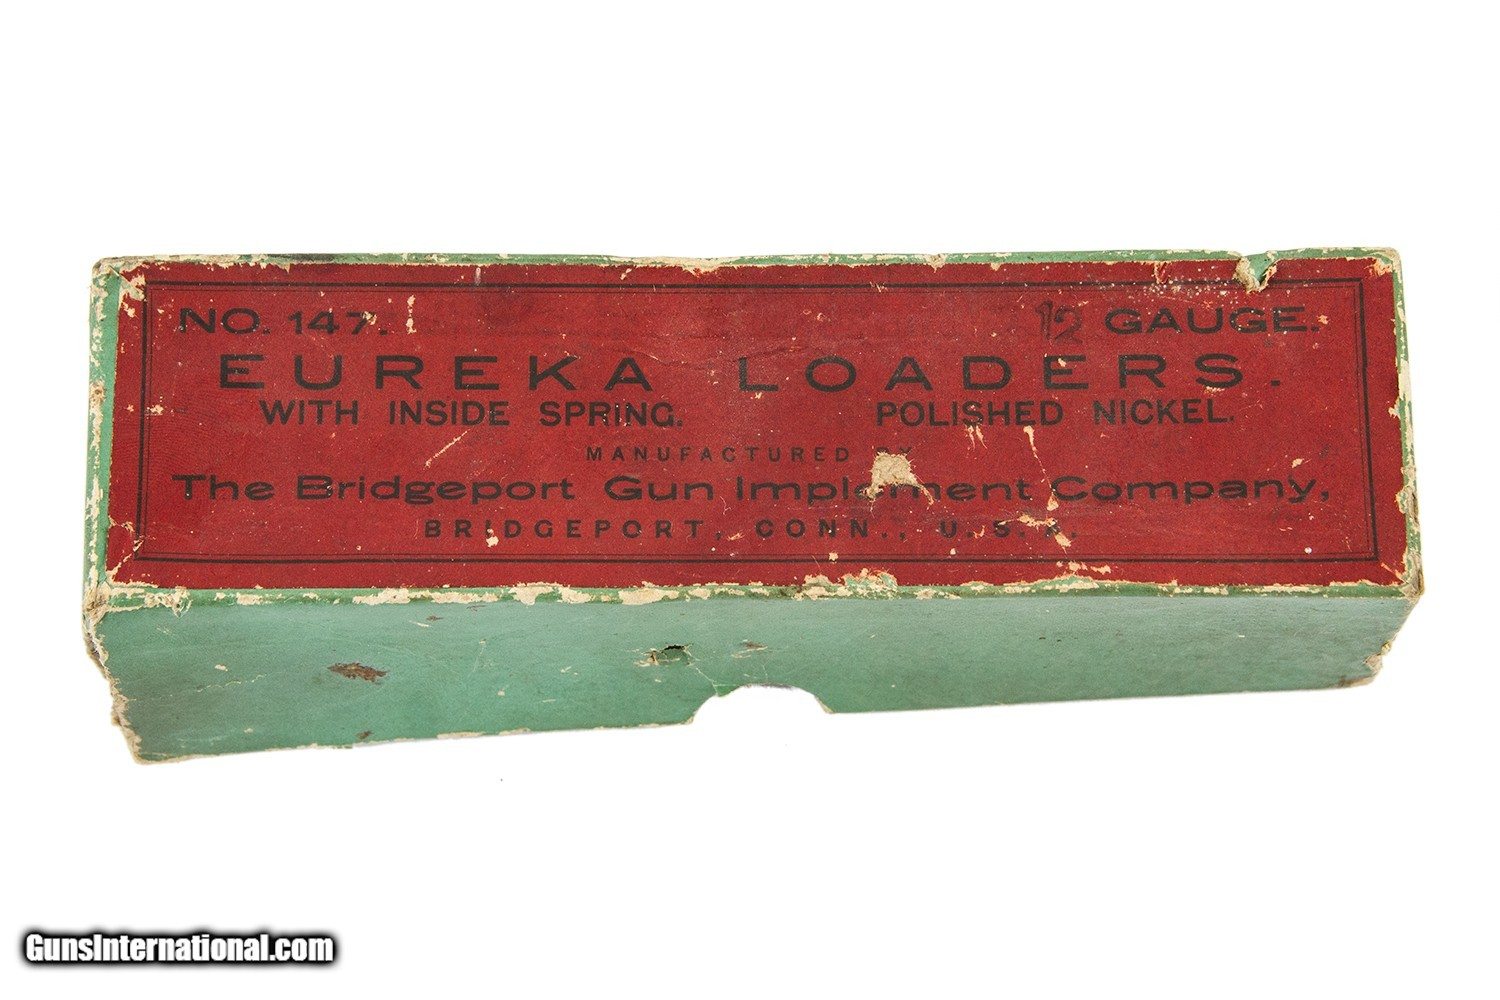 NO. 147. 12 GAUGE.
EUREKA LOADERS.
WITH INSIDE SPRING. POLISHED NICKEL.
MANUFACTURED BY
The Bridgeport Gun Implement Company,
BRIDGEPORT, CONN., U.S.A.
GunsInternational.com